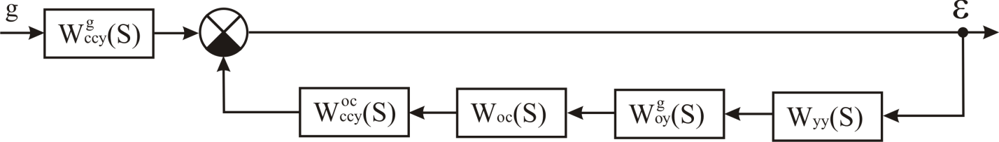 g
W^g_ccy(S)
ε
W^oc_ccy(S)
W_oc(S)
W^g_oy(S)
W_yy(S)